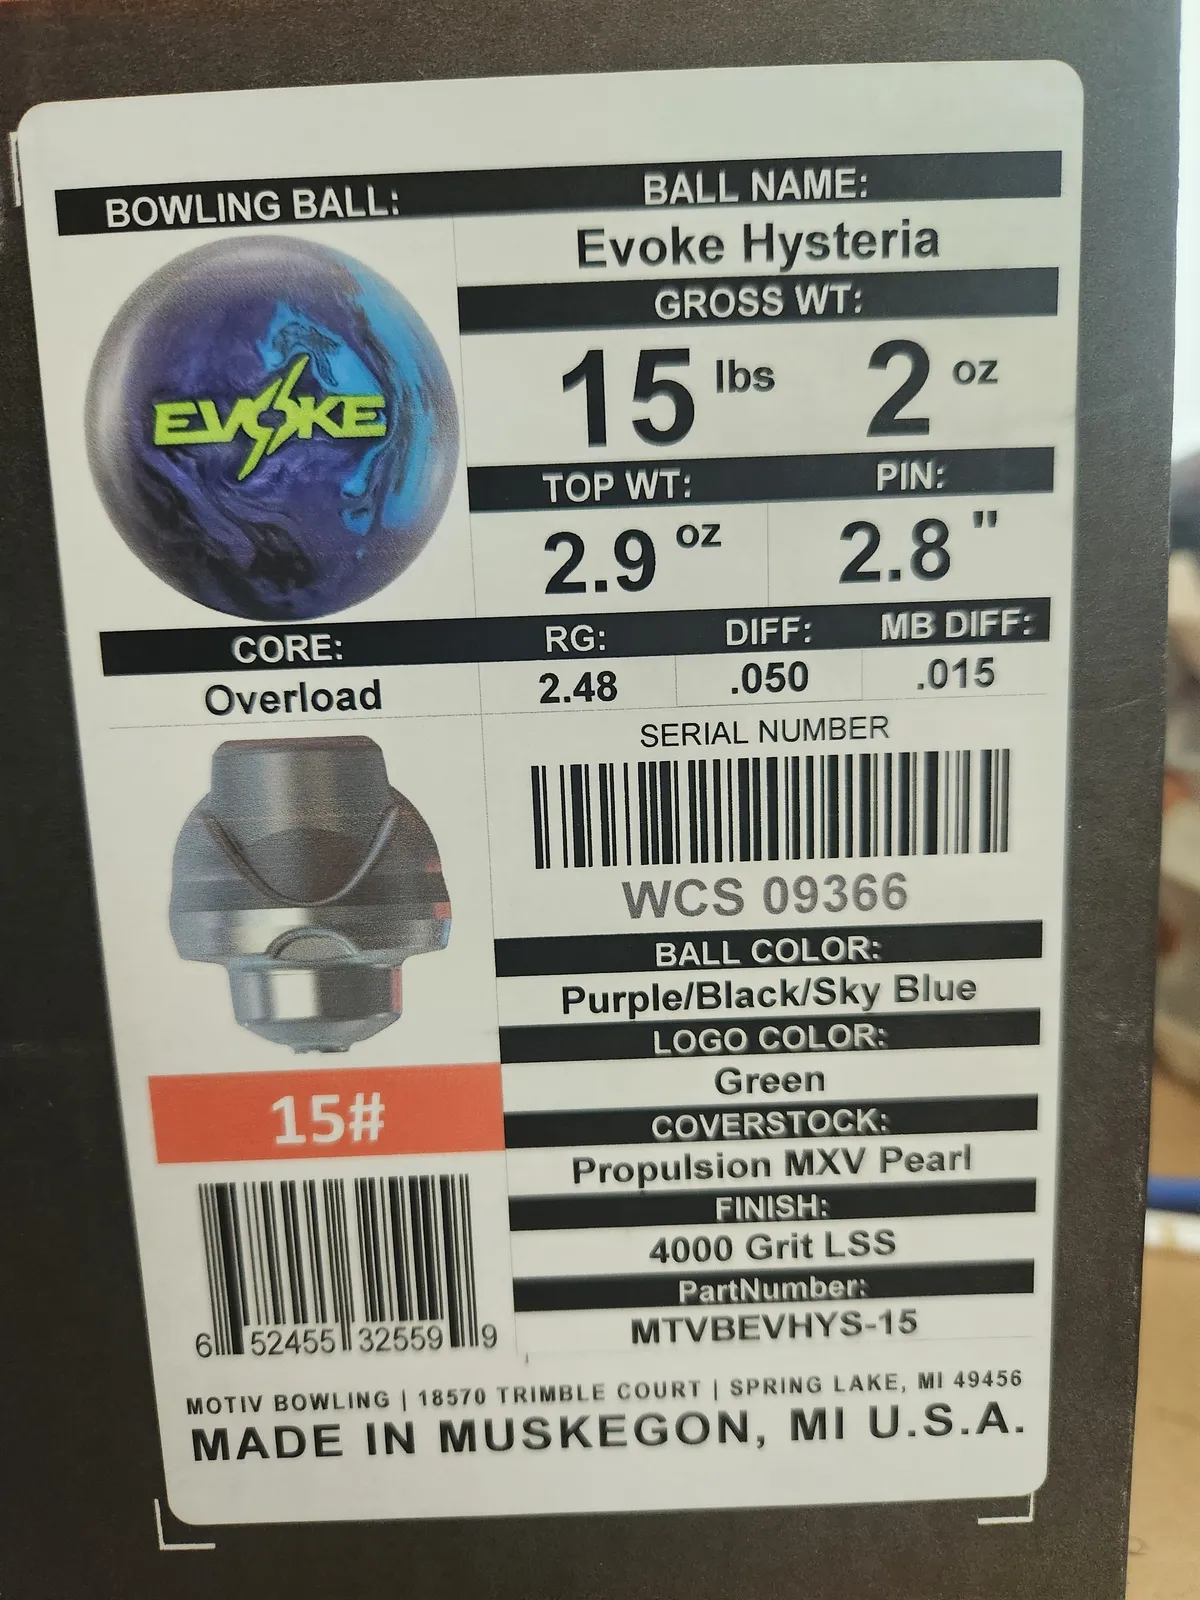 BOWLING BALL:
EVOKE
BALL NAME:
Evoke Hysteria
GROSS WT:
15 lbs 2 oz
TOP WT: PIN:
2.9 oz 2.8 "
CORE: RG: DIFF: MB DIFF:
Overload 2.48 .050 .015
SERIAL NUMBER
WCS 09366
BALL COLOR:
Purple/Black/Sky Blue
LOGO COLOR:
Green
COVERSTOCK:
Propulsion MXV Pearl
FINISH:
4000 Grit LSS
PartNumber:
MTVBEVHYS-15
15#
6 52455 32559 9
MOTIV BOWLING | 18570 TRIMBLE COURT | SPRING LAKE, MI 49456
MADE IN MUSKEGON, MI U.S.A.